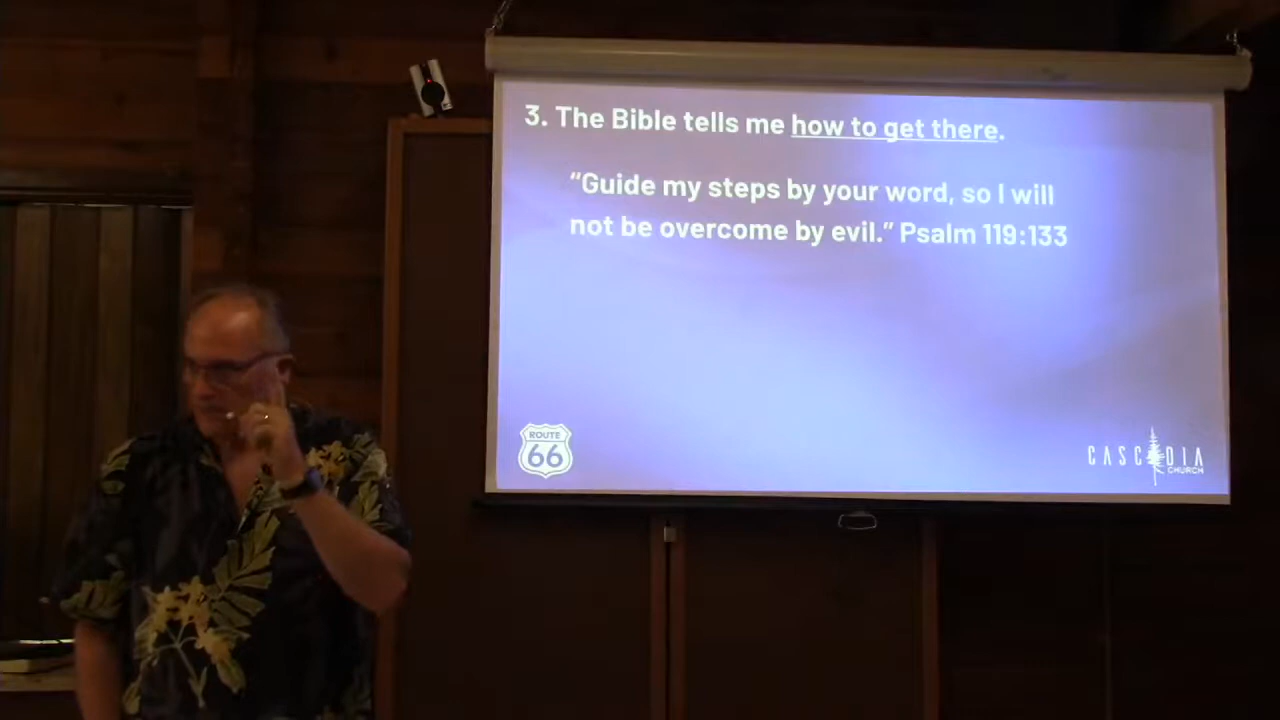 3. The Bible tells me how to get there.
“Guide my steps by your word, so I will
not be overcome by evil.” Psalm 119:133
ROUTE
66
CASCADIA
CHURCH